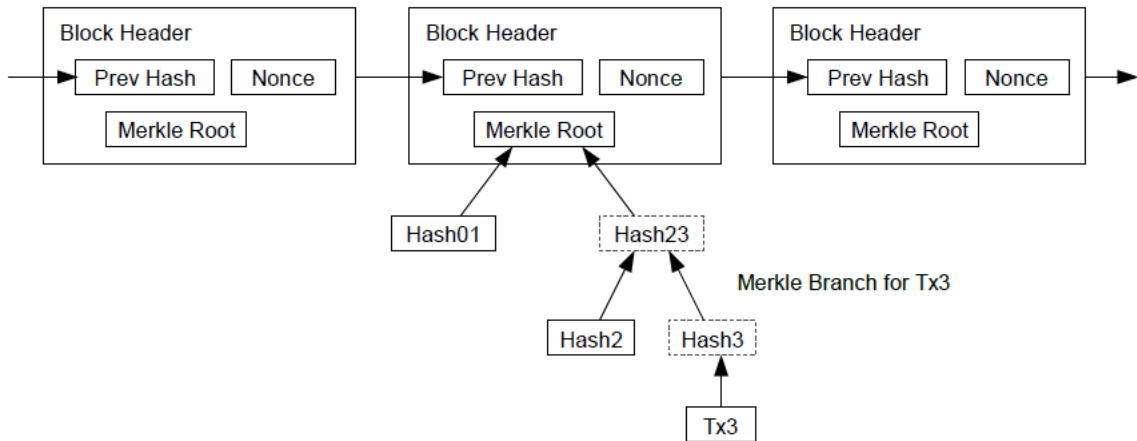 Block Header
Block Header
Block Header
Prev Hash
Nonce
Prev Hash
Nonce
Prev Hash
Nonce
Merkle Root
Merkle Root
Merkle Root
Hash01
Hash23
Merkle Branch for Tx3
Hash2
Hash3
Tx3